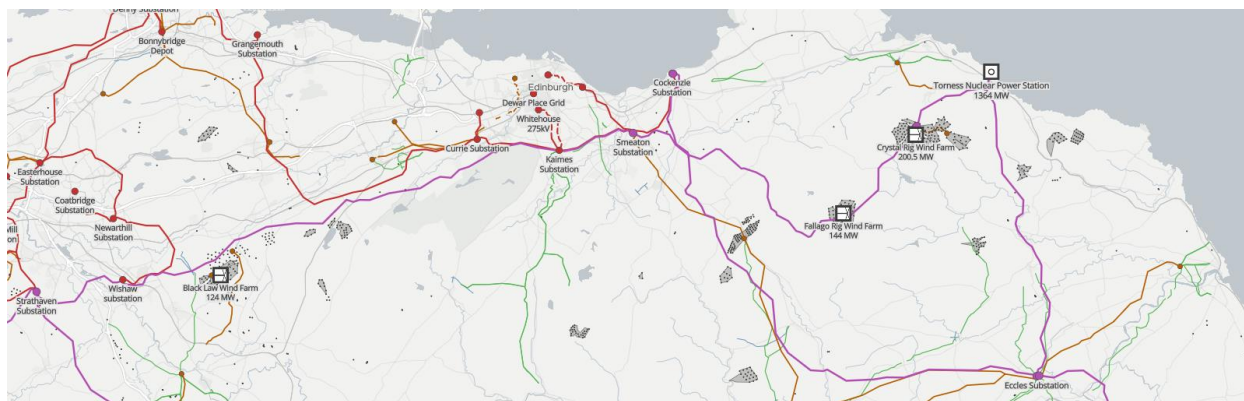 Denny Substation
Bonnybridge
Depot
Grangemouth
Substation
Edinburgh
Dewar Place Grid
Whitehouse
275kV
Currie Substation
Kaimes
Substation
Smeaton
Substation
Cockenzie
Substation
Torness Nuclear Power Station
1364 MW
Crystal Rig Wind Farm
200.5 MW
Fallago Rig Wind Farm
144 MW
Easterhouse
Substation
Coatbridge
Substation
Newarthill
Substation
Mill
Wishaw
substation
Black Law Wind Farm
124 MW
Strathaven
Substation
Eccles Substation